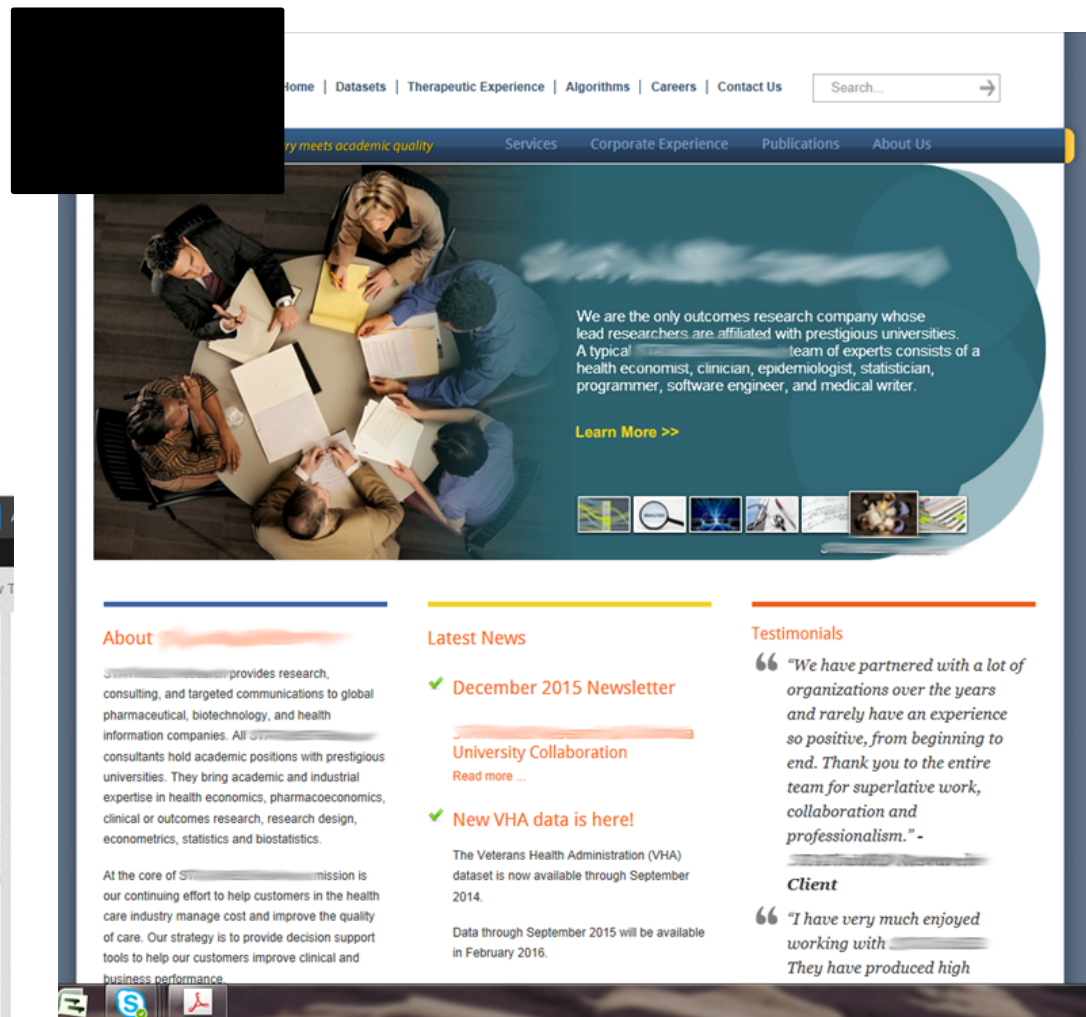 Home | Datasets | Therapeutic Experience | Algorithms | Careers | Contact Us
Search...
meets academic quality
Services Corporate Experience Publications About Us
We are the only outcomes research company whose
lead researchers are affiliated with prestigious universities.
A typical team of experts consists of a
health economist, clinician, epidemiologist, statistician,
programmer, software engineer, and medical writer.
Learn More >>
About
provides research,
consulting, and targeted communications to global
pharmaceutical, biotechnology, and health
information companies. All
consultants hold academic positions with prestigious
universities. They bring academic and industrial
expertise in health economics, pharmacoeconomics,
clinical or outcomes research, research design,
econometrics, statistics and biostatistics.
At the core of mission is
our continuing effort to help customers in the health
care industry manage cost and improve the quality
of care. Our strategy is to provide decision support
tools to help our customers improve clinical and
business performance.
Latest News
December 2015 Newsletter
University Collaboration
Read more ...
New VHA data is here!
The Veterans Health Administration (VHA)
dataset is now available through September
2014.
Data through September 2015 will be available
in February 2016.
Testimonials
“We have partnered with a lot of
organizations over the years
and rarely have an experience
so positive, from beginning to
end. Thank you to the entire
team for superlative work,
collaboration and
professionalism.” -
Client
“I have very much enjoyed
working with
They have produced high